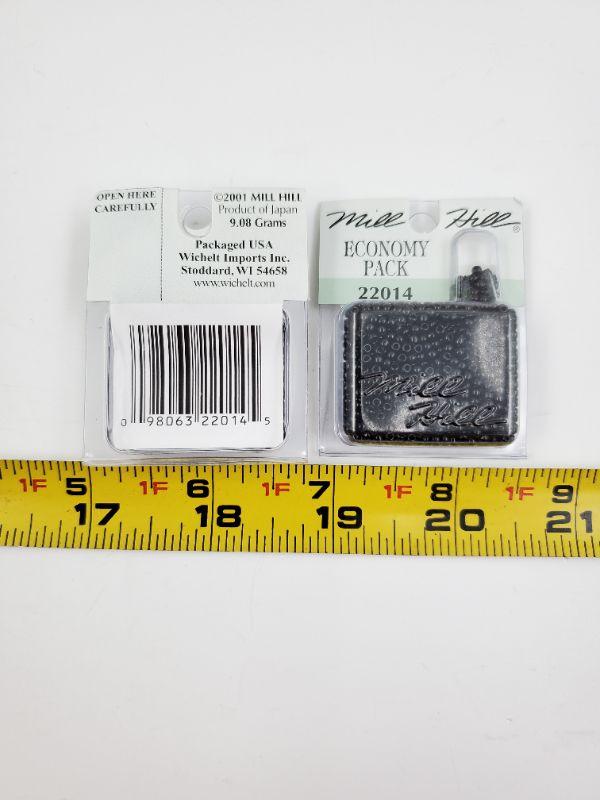 OPEN HERE
CAREFULLY
©2001 MILL HILL
Product of Japan
9.08 Grams
Packaged USA
Wichelt Imports Inc.
Stoddard, WI 54658
www.wichelt.com
0 98063 22014 5
Mill Hill®
ECONOMY
PACK
22014
Mill
Hill
1F 5 1F 6 1F 7 1F 8 1F 9
17 18 19 20 21